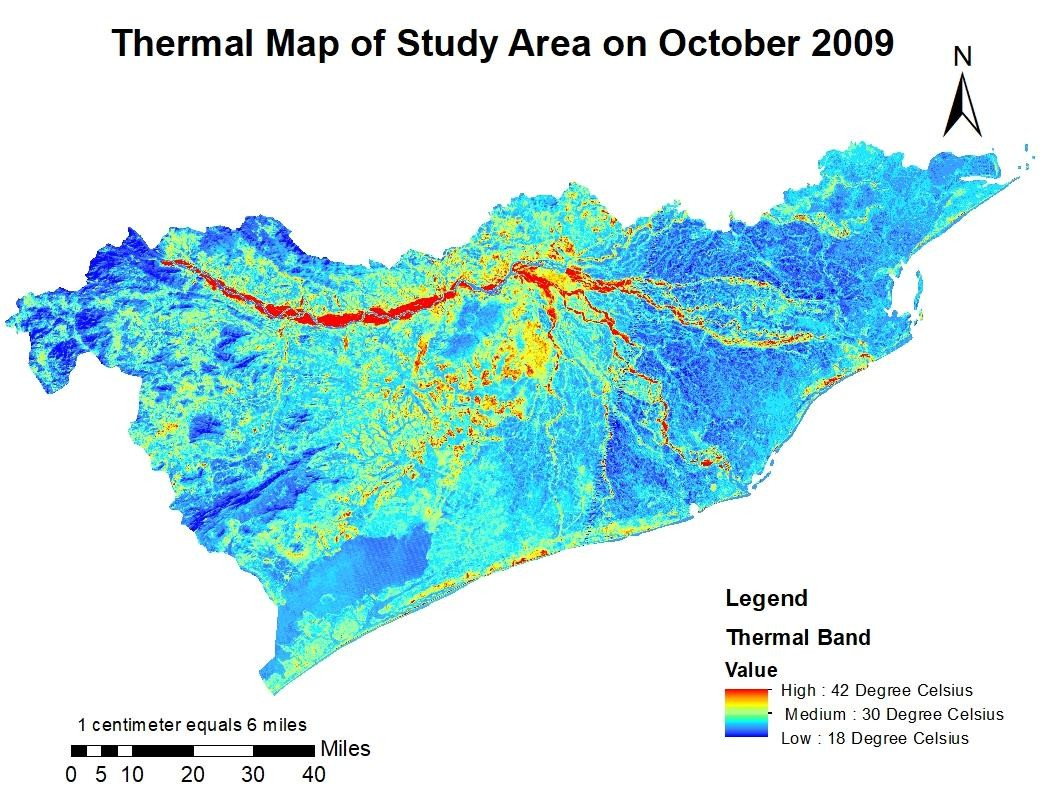 Thermal Map of Study Area on October 2009
N
Legend
Thermal Band
Value
High : 42 Degree Celsius
Medium : 30 Degree Celsius
Low : 18 Degree Celsius
1 centimeter equals 6 miles
Miles
0 5 10 20 30 40